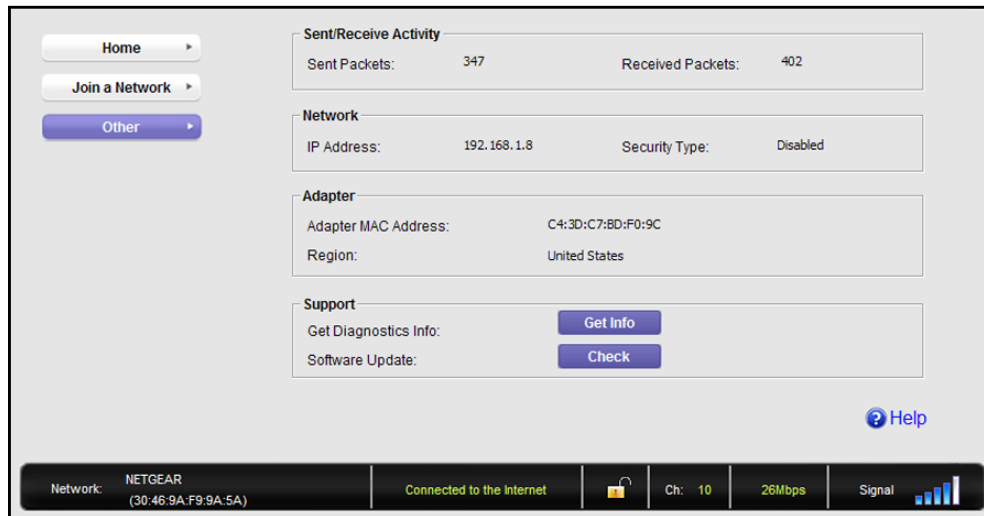 Home
Join a Network
Other
Sent/Receive Activity
Sent Packets: 347 Received Packets: 402
Network
IP Address: 192.168.1.8 Security Type: Disabled
Adapter
Adapter MAC Address: C4:3D:C7:BD:F0:9C
Region: United States
Support
Get Diagnostics Info: Get Info
Software Update: Check
? Help
Network: NETGEAR
(30:46:9A:F9:9A:5A)
Connected to the Internet
Ch: 10
26Mbps
Signal